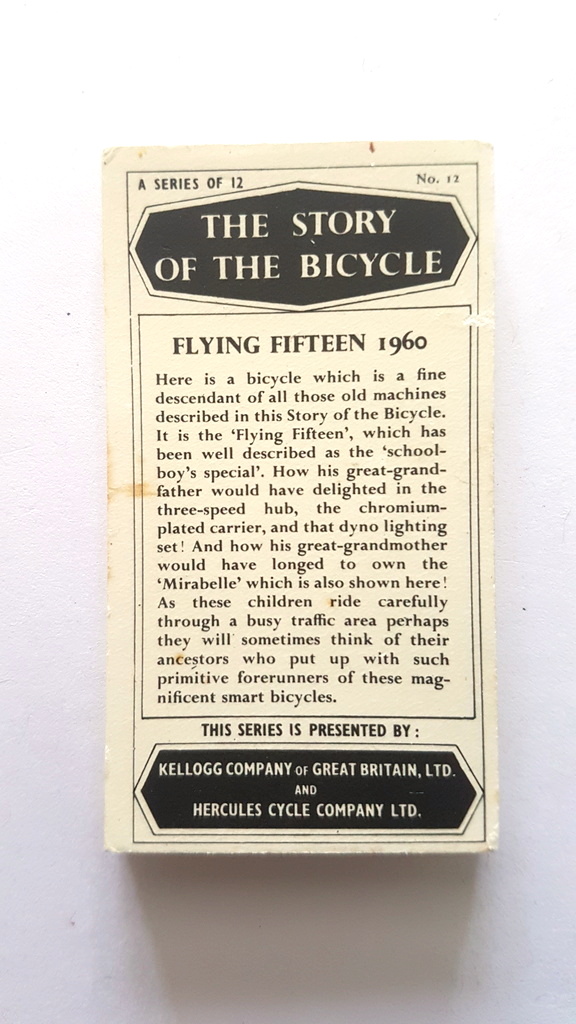 A SERIES OF 12
No. 12
THE STORY
OF THE BICYCLE
FLYING FIFTEEN 1960
Here is a bicycle which is a fine
descendant of all those old machines
described in this Story of the Bicycle.
It is the ‘Flying Fifteen’, which has
been well described as the ‘school-
boy’s special’. How his great-grand-
father would have delighted in the
three-speed hub, the chromium-
plated carrier, and that dyno lighting
set! And how his great-grandmother
would have longed to own the
‘Mirabelle’ which is also shown here!
As these children ride carefully
through a busy traffic area perhaps
they will sometimes think of their
ancestors who put up with such
primitive forerunners of these mag-
nificent smart bicycles.
THIS SERIES IS PRESENTED BY:
KELLOGG COMPANY OF GREAT BRITAIN, LTD.
AND
HERCULES CYCLE COMPANY LTD.